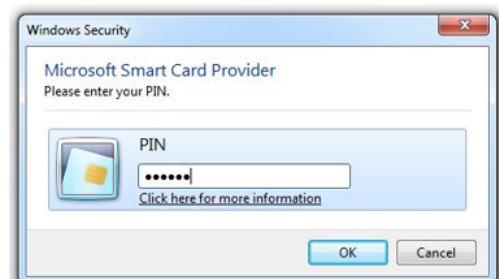 Windows Security
Microsoft Smart Card Provider
Please enter your PIN.
PIN
••••••
Click here for more information
OK
Cancel